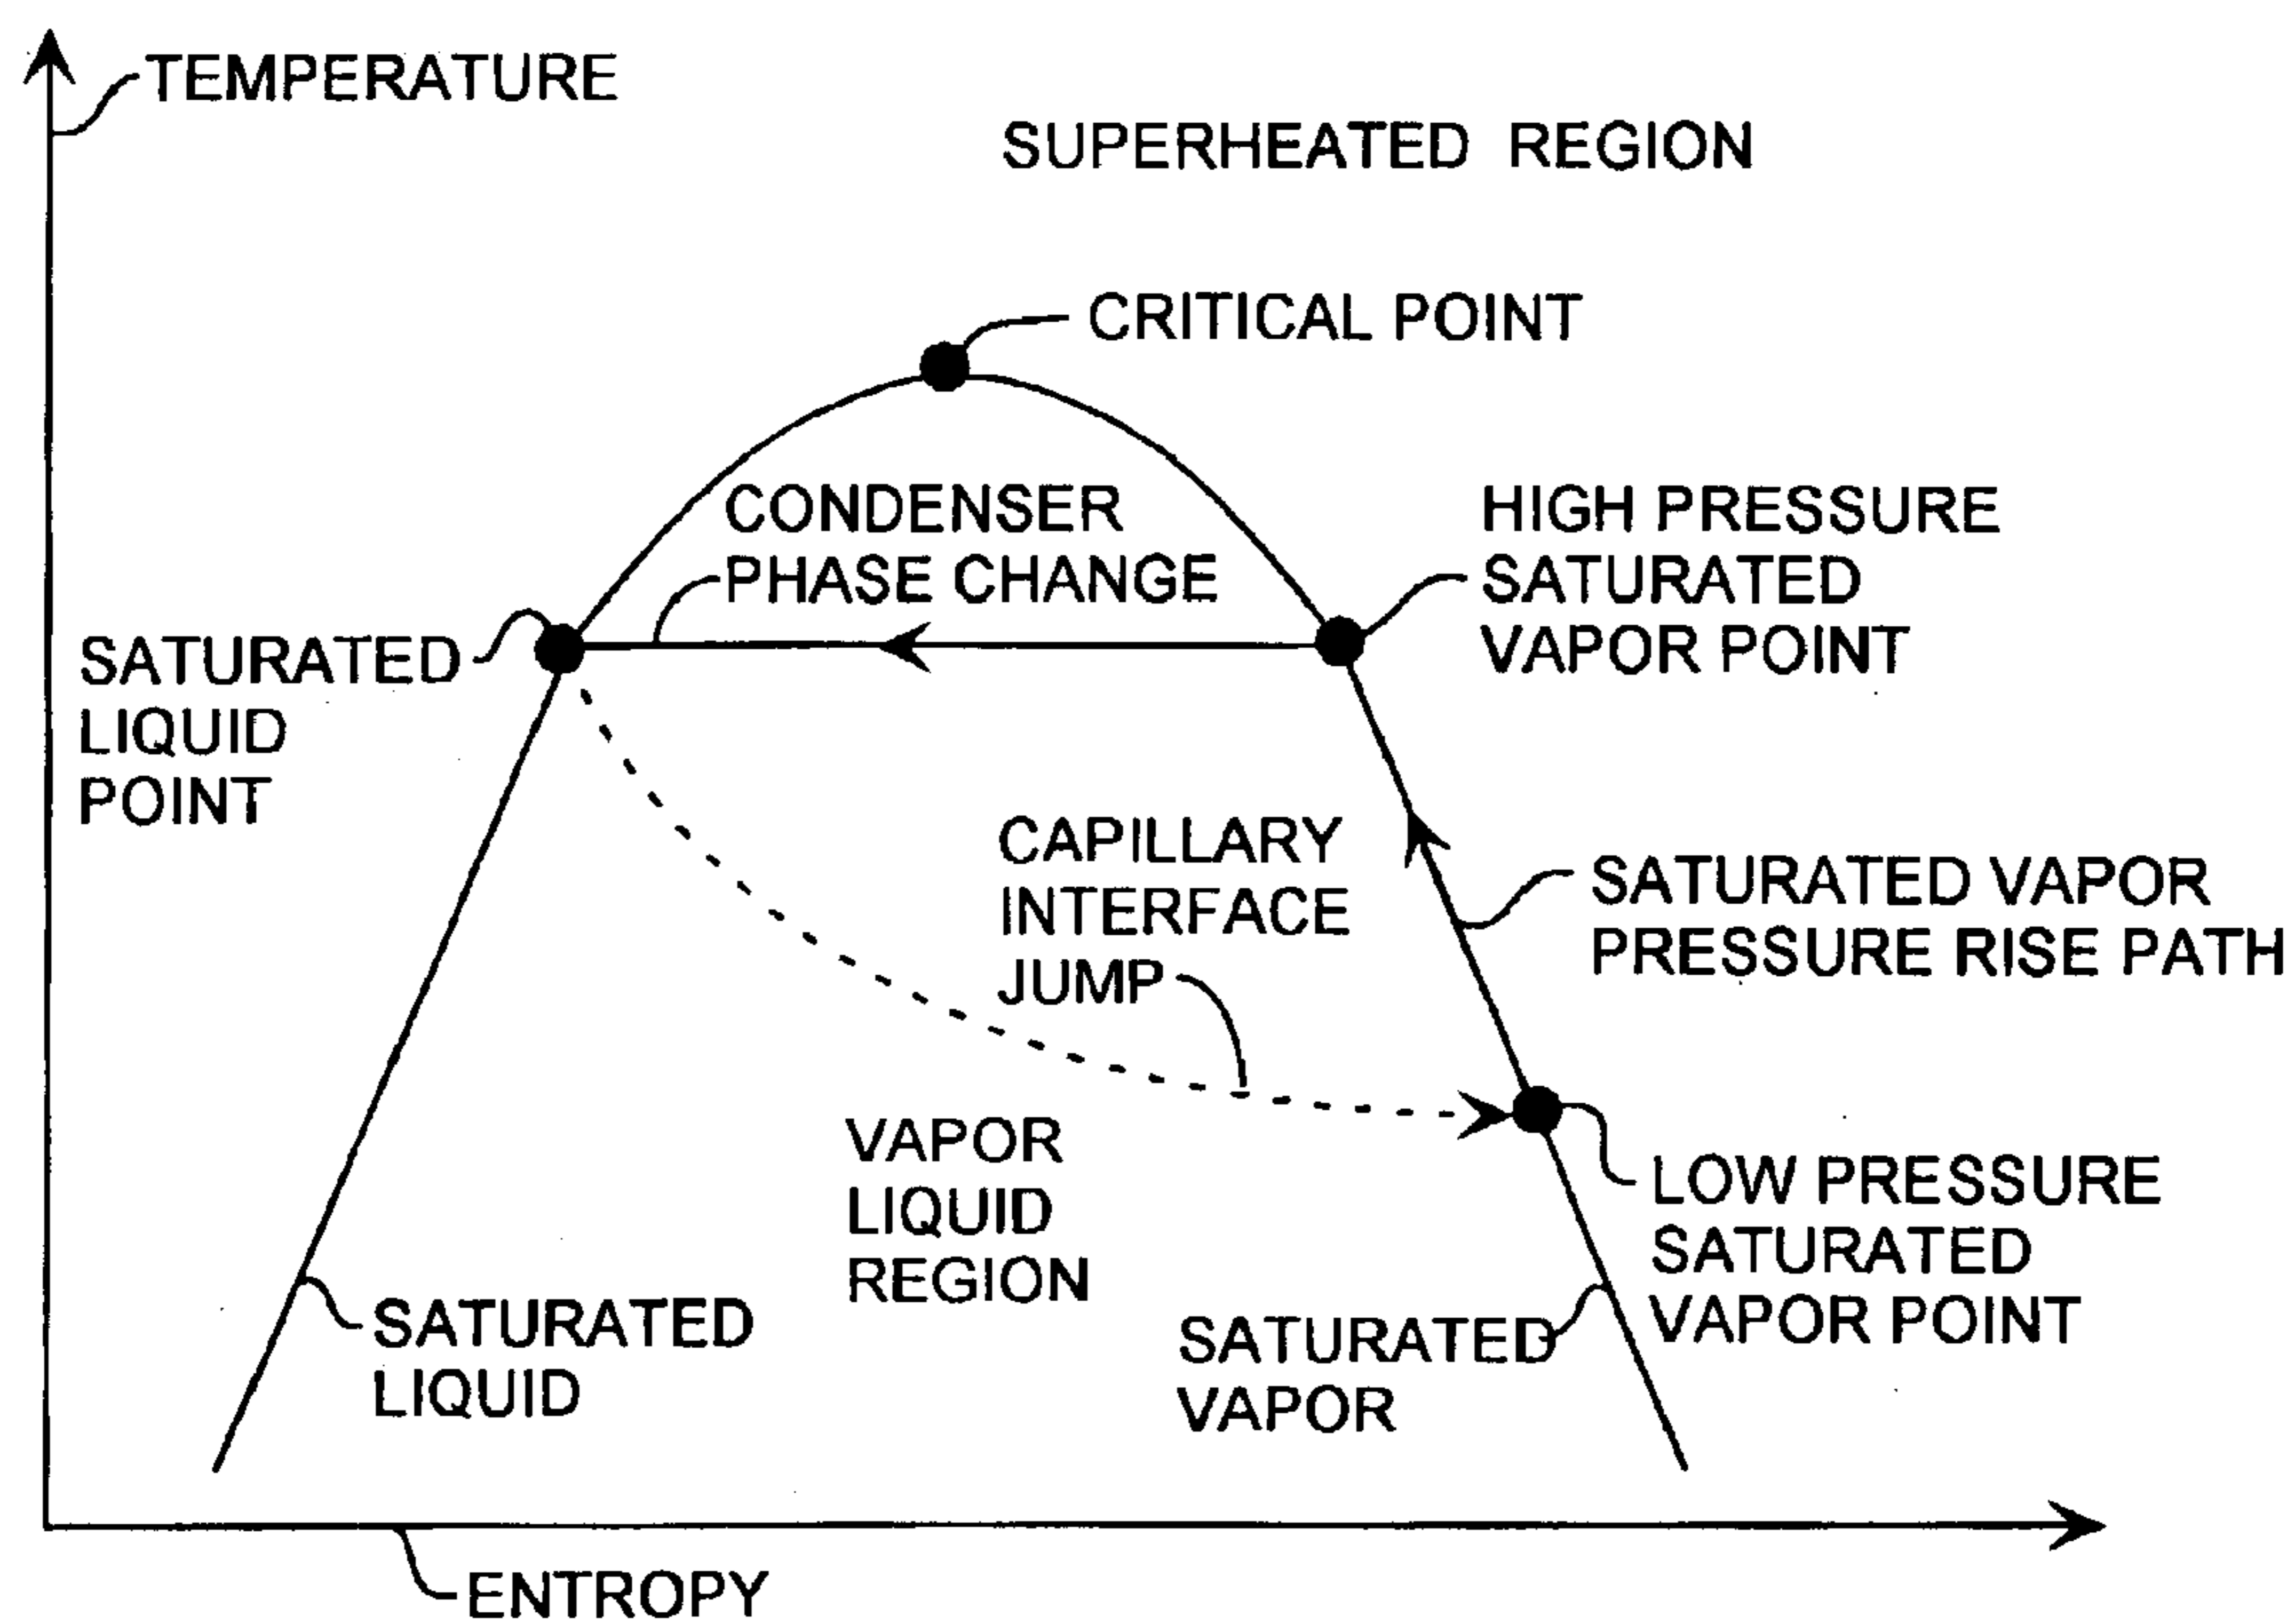 TEMPERATURE
SUPERHEATED REGION
CRITICAL POINT
CONDENSER
PHASE CHANGE
HIGH PRESSURE
SATURATED
VAPOR POINT
SATURATED
LIQUID
POINT
CAPILLARY
INTERFACE
JUMP
SATURATED VAPOR
PRESSURE RISE PATH
VAPOR
LIQUID
REGION
LOW PRESSURE
SATURATED
VAPOR POINT
SATURATED
LIQUID
SATURATED
VAPOR
ENTROPY